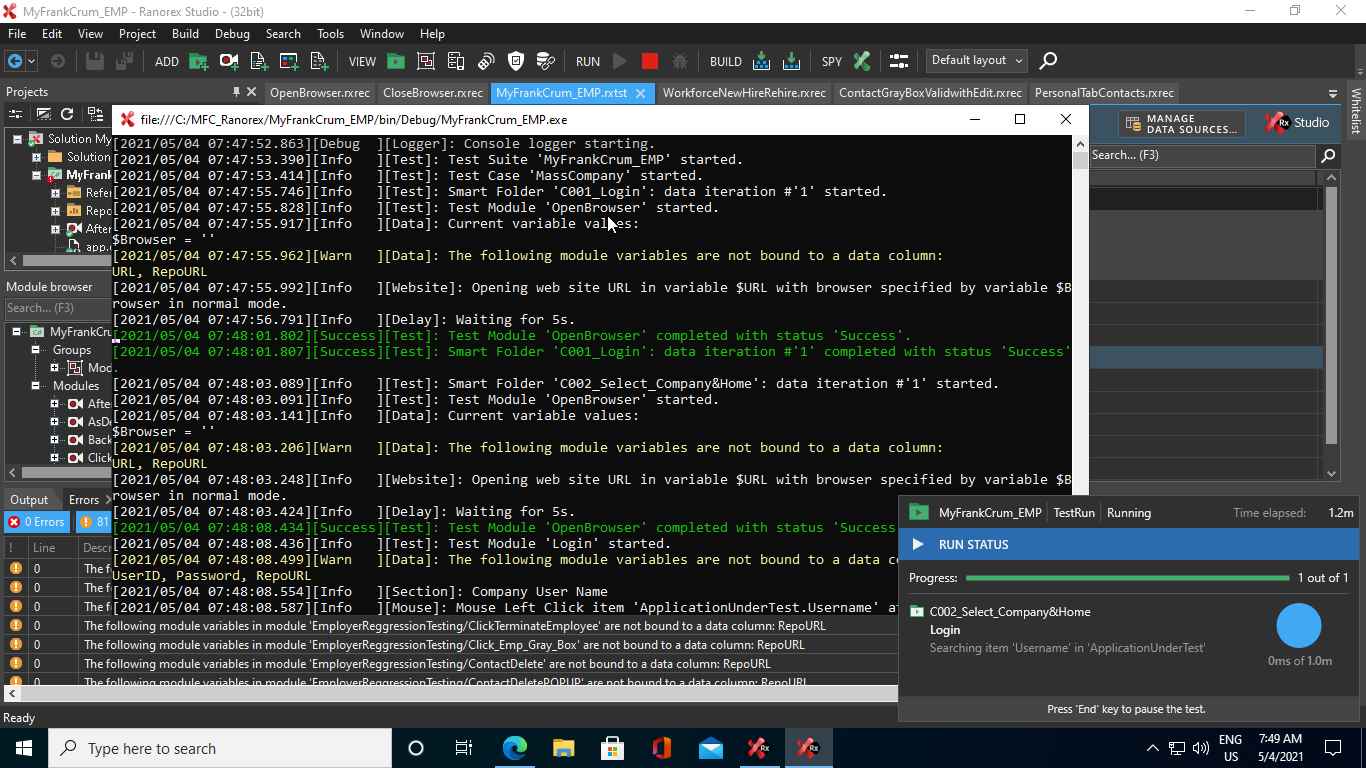 MyFrankCrum_EMP - Ranorex Studio - (32bit)
File Edit View Project Build Debug Search Tools Window Help
ADD VIEW RUN BUILD SPY Default layout
Projects
OpenBrowser.rxrec CloseBrowser.rxrec MyFrankCrum_EMP.rxtst WorkforceNewHireRehire.rxrec ContactGrayBoxValidwithEdit.rxrec PersonalTabContacts.rxrec
Whitelist
file:///C:/MFC_Ranorex/MyFrankCrum_EMP/bin/Debug/MyFrankCrum_EMP.exe
MANAGE
DATA SOURCES...
Rx Studio
Search... (F3)
Solution My
Solution
MyFrank
Refer
Repo
After
app.c
Module browser
Search... (F3)
MyFrankCru
Groups
Mod
Modules
After
AsDe
Back
Click
[2021/05/04 07:47:52.863][Debug ][Logger]: Console logger starting.
[2021/05/04 07:47:53.390][Info ][Test]: Test Suite 'MyFrankCrum_EMP' started.
[2021/05/04 07:47:53.414][Info ][Test]: Test Case 'MassCompany' started.
[2021/05/04 07:47:55.746][Info ][Test]: Smart Folder 'C001_Login': data iteration #'1' started.
[2021/05/04 07:47:55.828][Info ][Test]: Test Module 'OpenBrowser' started.
[2021/05/04 07:47:55.917][Info ][Data]: Current variable values:
$Browser = ''
[2021/05/04 07:47:55.962][Warn ][Data]: The following module variables are not bound to a data column:
URL, RepoURL
[2021/05/04 07:47:55.992][Info ][Website]: Opening web site URL in variable $URL with browser specified by variable $B
rowser in normal mode.
[2021/05/04 07:47:56.791][Info ][Delay]: Waiting for 5s.
[2021/05/04 07:48:01.802][Success][Test]: Test Module 'OpenBrowser' completed with status 'Success'.
[2021/05/04 07:48:01.807][Success][Test]: Smart Folder 'C001_Login': data iteration #'1' completed with status 'Success'
.
[2021/05/04 07:48:03.089][Info ][Test]: Smart Folder 'C002_Select_Company&Home': data iteration #'1' started.
[2021/05/04 07:48:03.091][Info ][Test]: Test Module 'OpenBrowser' started.
[2021/05/04 07:48:03.141][Info ][Data]: Current variable values:
$Browser = ''
[2021/05/04 07:48:03.206][Warn ][Data]: The following module variables are not bound to a data column:
URL, RepoURL
[2021/05/04 07:48:03.248][Info ][Website]: Opening web site URL in variable $URL with browser specified by variable $B
rowser in normal mode.
[2021/05/04 07:48:03.424][Info ][Delay]: Waiting for 5s.
[2021/05/04 07:48:08.434][Success][Test]: Test Module 'OpenBrowser' completed with status 'Success
[2021/05/04 07:48:08.436][Info ][Test]: Test Module 'Login' started.
[2021/05/04 07:48:08.499][Warn ][Data]: The following module variables are not bound to a data c
UserID, Password, RepoURL
[2021/05/04 07:48:08.554][Info ][Section]: Company User Name
[2021/05/04 07:48:08.587][Info ][Mouse]: Mouse Left Click item 'ApplicationUnderTest.Username' a
Output Errors
0 Errors 81
! Line Descr
0 The f
0 The f
0 The f
0 The following module variables in module 'EmployerReggressionTesting/ClickTerminateEmployee' are not bound to a data column: RepoURL
0 The following module variables in module 'EmployerReggressionTesting/Click_Emp_Gray_Box' are not bound to a data column: RepoURL
0 The following module variables in module 'EmployerReggressionTesting/ContactDelete' are not bound to a data column: RepoURL
0 The following module variables in module 'EmployerReggressionTesting/ContactDeletePOPUP' are not bound to a data column: RepoURL
MyFrankCrum_EMP TestRun Running Time elapsed: 1.2m
RUN STATUS
Progress: 1 out of 1
C002_Select_Company&Home
Login
Searching item 'Username' in 'ApplicationUnderTest'
0ms of 1.0m
Press 'End' key to pause the test.
Ready
Type here to search
Rx
Rx
ENG
US
7:49 AM
5/4/2021